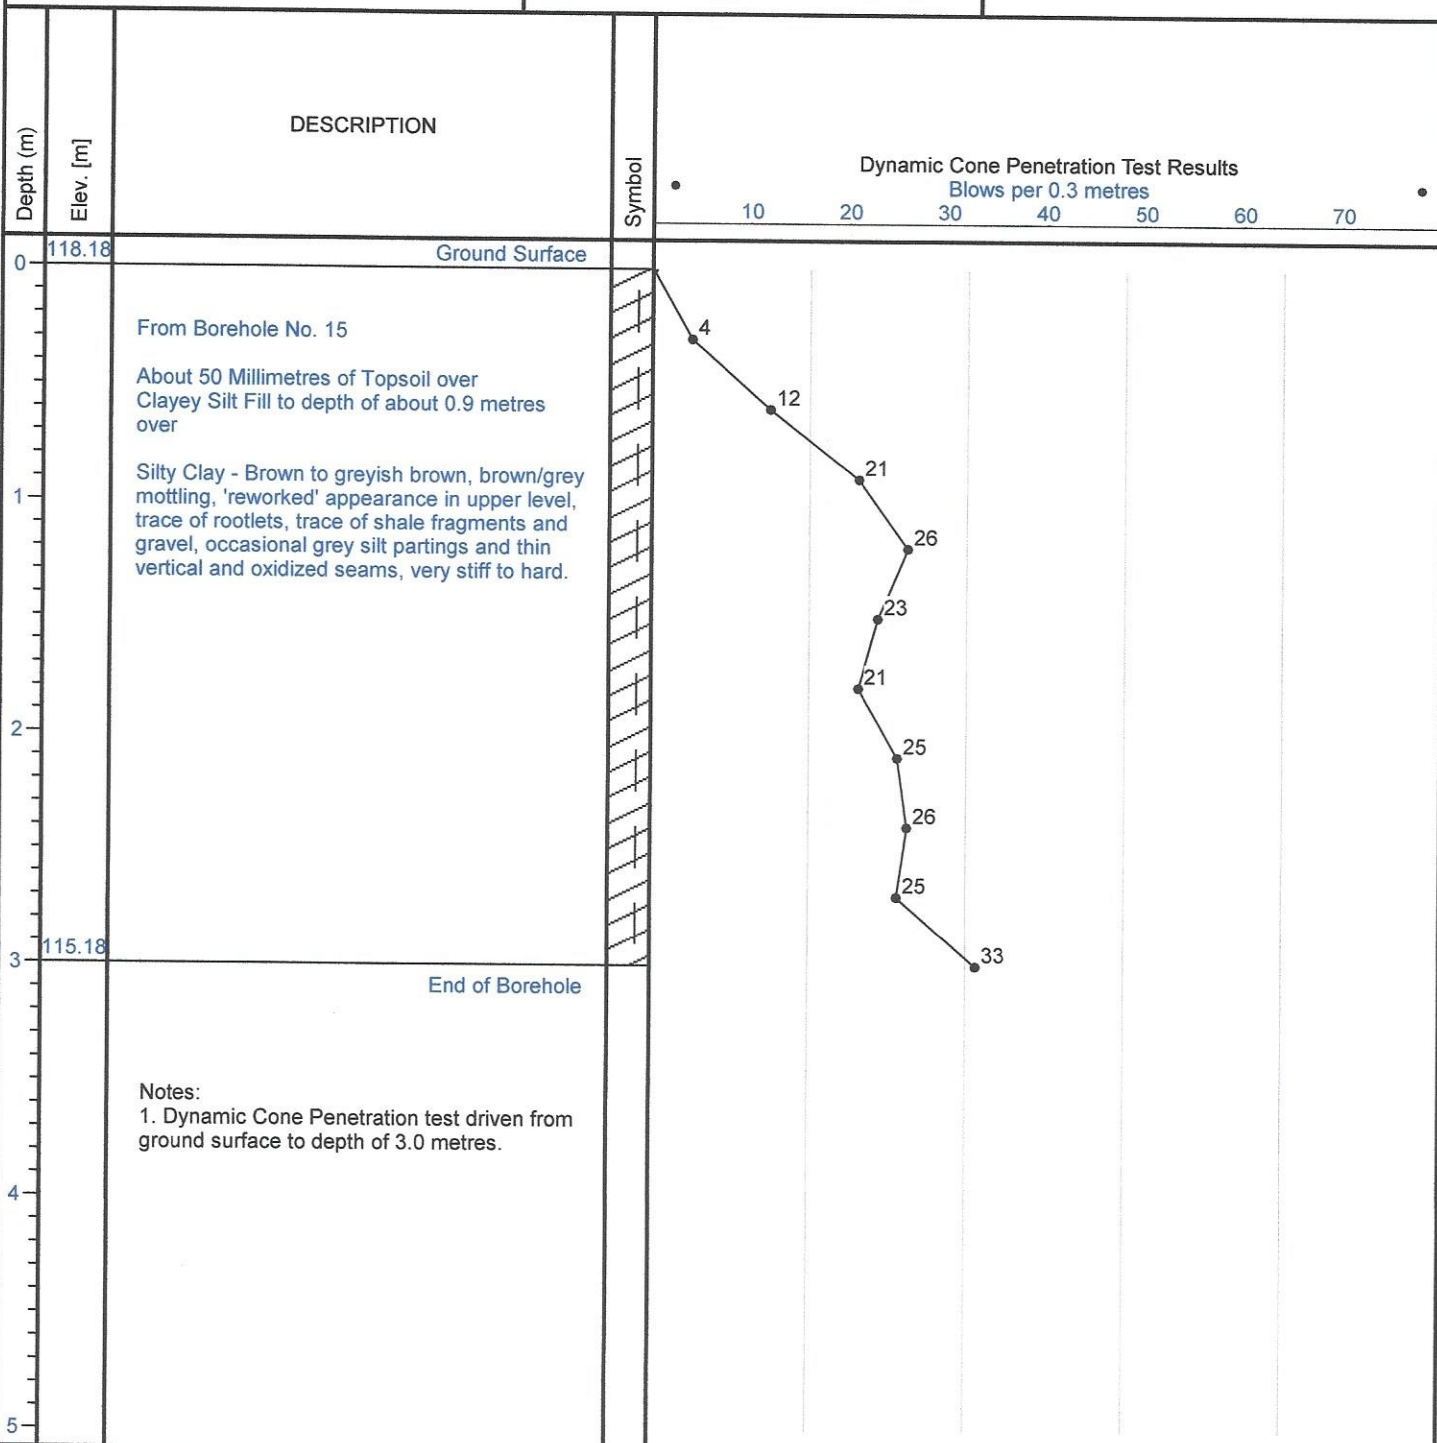 Depth (m)
Elev. [m]
DESCRIPTION
Symbol
Dynamic Cone Penetration Test Results
Blows per 0.3 metres
10 20 30 40 50 60 70
0
118.18
Ground Surface
From Borehole No. 15
About 50 Millimetres of Topsoil over
Clayey Silt Fill to depth of about 0.9 metres
over
Silty Clay - Brown to greyish brown, brown/grey
mottling, 'reworked' appearance in upper level,
trace of rootlets, trace of shale fragments and
gravel, occasional grey silt partings and thin
vertical and oxidized seams, very stiff to hard.
4
12
21
1
26
23
21
2
25
26
25
33
115.18
3
End of Borehole
Notes:
1. Dynamic Cone Penetration test driven from
ground surface to depth of 3.0 metres.
4
5